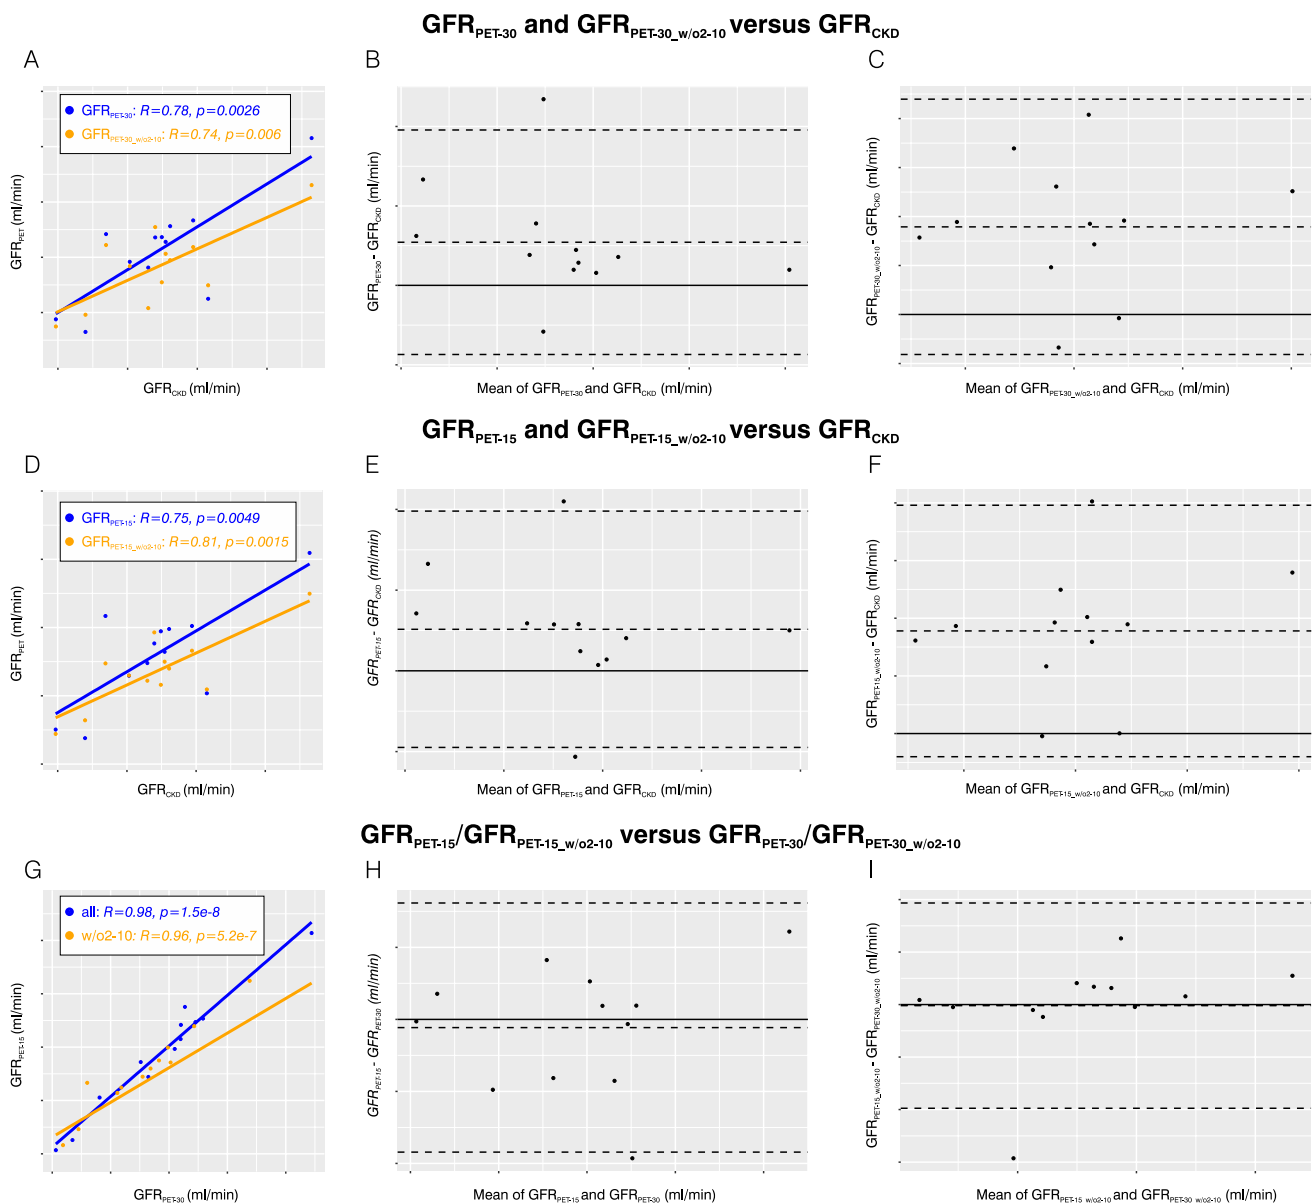 GFRPET-30 and GFRPET-30_w/o2-10 versus GFRCKD
A
B
C
GFRPET-30: R=0.78, p=0.0026
GFRPET-30_w/o2-10: R=0.74, p=0.006
GFRPET (ml/min)
GFRCKD (ml/min)
GFRPET-30 - GFRCKD (ml/min)
Mean of GFRPET-30 and GFRCKD (ml/min)
GFRPET-30_w/o2-10 - GFRCKD (ml/min)
Mean of GFRPET-30_w/o2-10 and GFRCKD (ml/min)
GFRPET-15 and GFRPET-15_w/o2-10 versus GFRCKD
D
E
F
GFRPET-15: R=0.75, p=0.0049
GFRPET-15_w/o2-10: R=0.81, p=0.0015
GFRPET (ml/min)
GFRCKD (ml/min)
GFRPET-15 - GFRCKD (ml/min)
Mean of GFRPET-15 and GFRCKD (ml/min)
GFRPET-15_w/o2-10 - GFRCKD (ml/min)
Mean of GFRPET-15_w/o2-10 and GFRCKD (ml/min)
GFRPET-15/GFRPET-15_w/o2-10 versus GFRPET-30/GFRPET-30_w/o2-10
G
H
I
all: R=0.98, p=1.5e-8
w/o2-10: R=0.96, p=5.2e-7
GFRPET-15 (ml/min)
GFRPET-30 (ml/min)
GFRPET-15 - GFRPET-30 (ml/min)
Mean of GFRPET-15 and GFRPET-30 (ml/min)
GFRPET-15_w/o2-10 - GFRPET-30_w/o2-10 (ml/min)
Mean of GFRPET-15_w/o2-10 and GFRPET-30_w/o2-10 (ml/min)